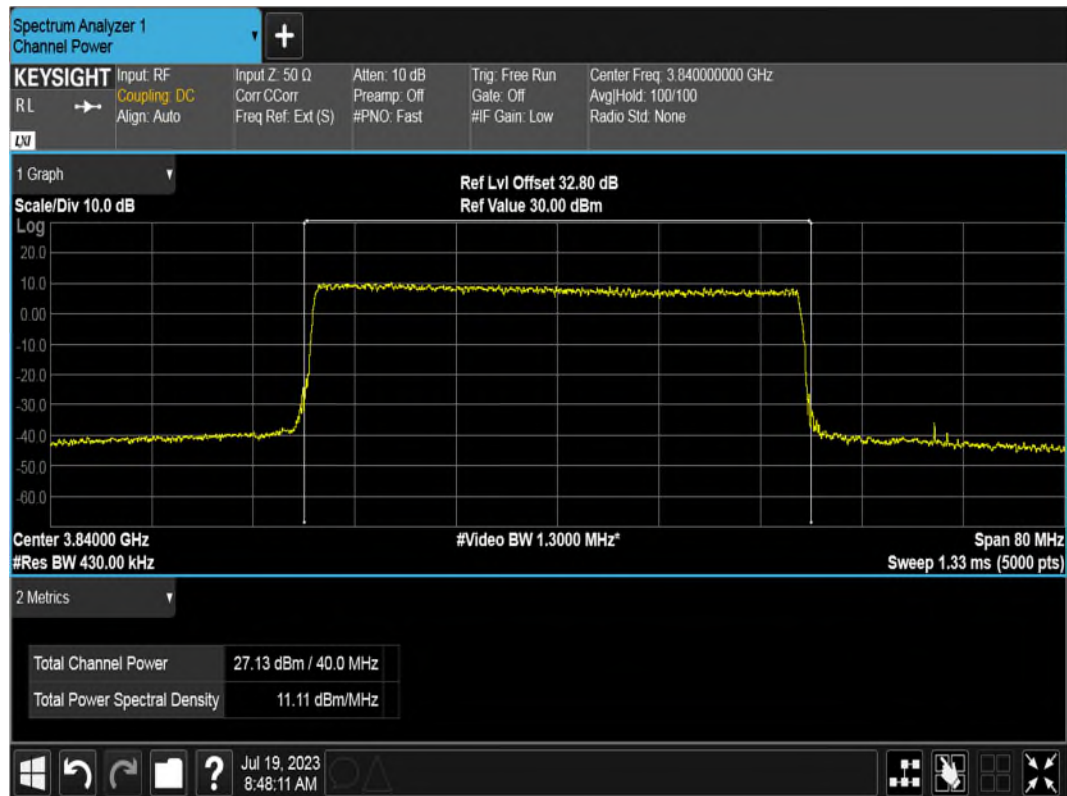 Spectrum Analyzer 1
Channel Power
+
KEYSIGHT
RL
LXI
Input: RF
Coupling: DC
Align: Auto
Input Z: 50 Ω
Corr CCorr
Freq Ref: Ext (S)
Atten: 10 dB
Preamp: Off
#PNO: Fast
Trig: Free Run
Gate: Off
#IF Gain: Low
Center Freq: 3.840000000 GHz
Avg|Hold: 100/100
Radio Std: None
1 Graph
Scale/Div 10.0 dB
Ref Lvl Offset 32.80 dB
Ref Value 30.00 dBm
Log
20.0
10.0
0.00
-10.0
-20.0
-30.0
-40.0
-50.0
-60.0
Center 3.84000 GHz
#Res BW 430.00 kHz
#Video BW 1.3000 MHz*
Span 80 MHz
Sweep 1.33 ms (5000 pts)
2 Metrics
Total Channel Power 27.13 dBm / 40.0 MHz
Total Power Spectral Density 11.11 dBm/MHz
?
Jul 19, 2023
8:48:11 AM